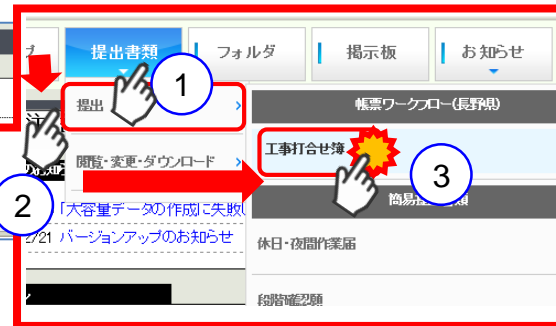 提出書類
フォルダ
掲示板
お知らせ
1
提出
帳票ワークフロー(長野県)
工事打合せ簿
閲覧・変更・ダウンロード
3
2
「大容量データの作成に失敗
2/21 バージョンアップのお知らせ
休日・夜間作業届
段階確認願